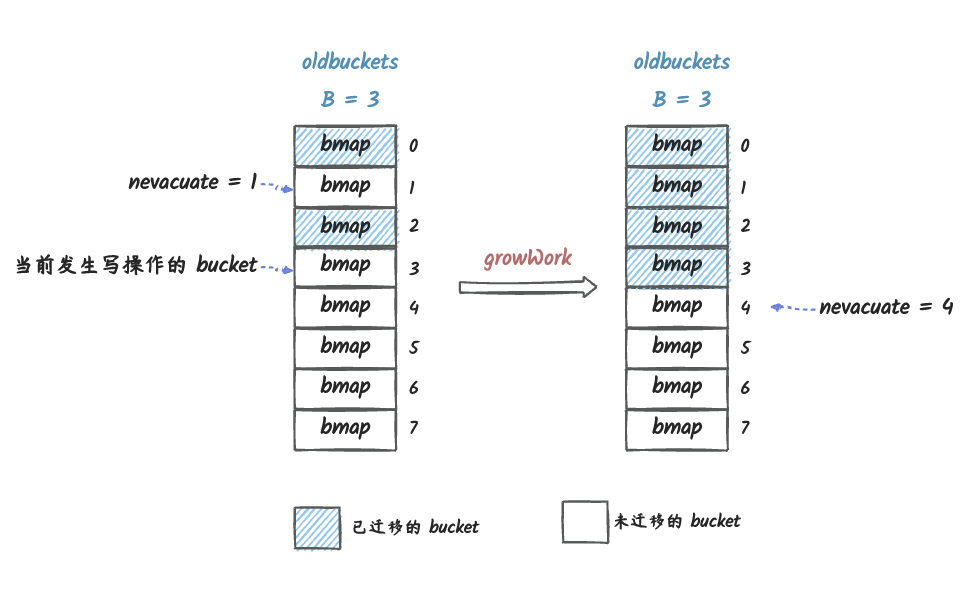 oldbuckets
B = 3
bmap 0
nevacuate = 1
bmap 1
bmap 2
当前发生写操作的 bucket
bmap 3
bmap 4
bmap 5
bmap 6
bmap 7
growWork
oldbuckets
B = 3
bmap 0
bmap 1
bmap 2
bmap 3
bmap 4
nevacuate = 4
bmap 5
bmap 6
bmap 7
已迁移的 bucket
未迁移的 bucket